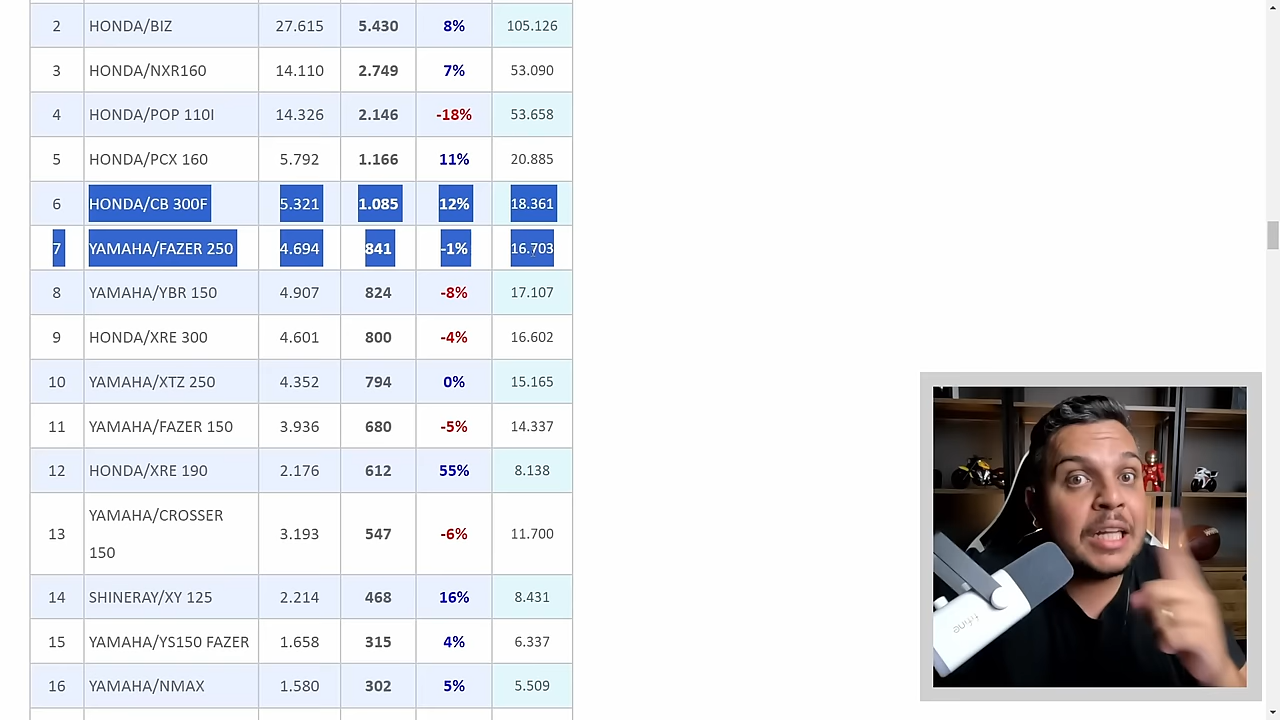 2 HONDA/BIZ 27.615 5.430 8% 105.126
3 HONDA/NXR160 14.110 2.749 7% 53.090
4 HONDA/POP 110I 14.326 2.146 -18% 53.658
5 HONDA/PCX 160 5.792 1.166 11% 20.885
6 HONDA/CB 300F 5.321 1.085 12% 18.361
7 YAMAHA/FAZER 250 4.694 841 -1% 16.703
8 YAMAHA/YBR 150 4.907 824 -8% 17.107
9 HONDA/XRE 300 4.601 800 -4% 16.602
10 YAMAHA/XTZ 250 4.352 794 0% 15.165
11 YAMAHA/FAZER 150 3.936 680 -5% 14.337
12 HONDA/XRE 190 2.176 612 55% 8.138
13 YAMAHA/CROSSER 3.193 547 -6% 11.700
150
14 SHINERAY/XY 125 2.214 468 16% 8.431
15 YAMAHA/YS150 FAZER 1.658 315 4% 6.337
16 YAMAHA/NMAX 1.580 302 5% 5.509
fifine